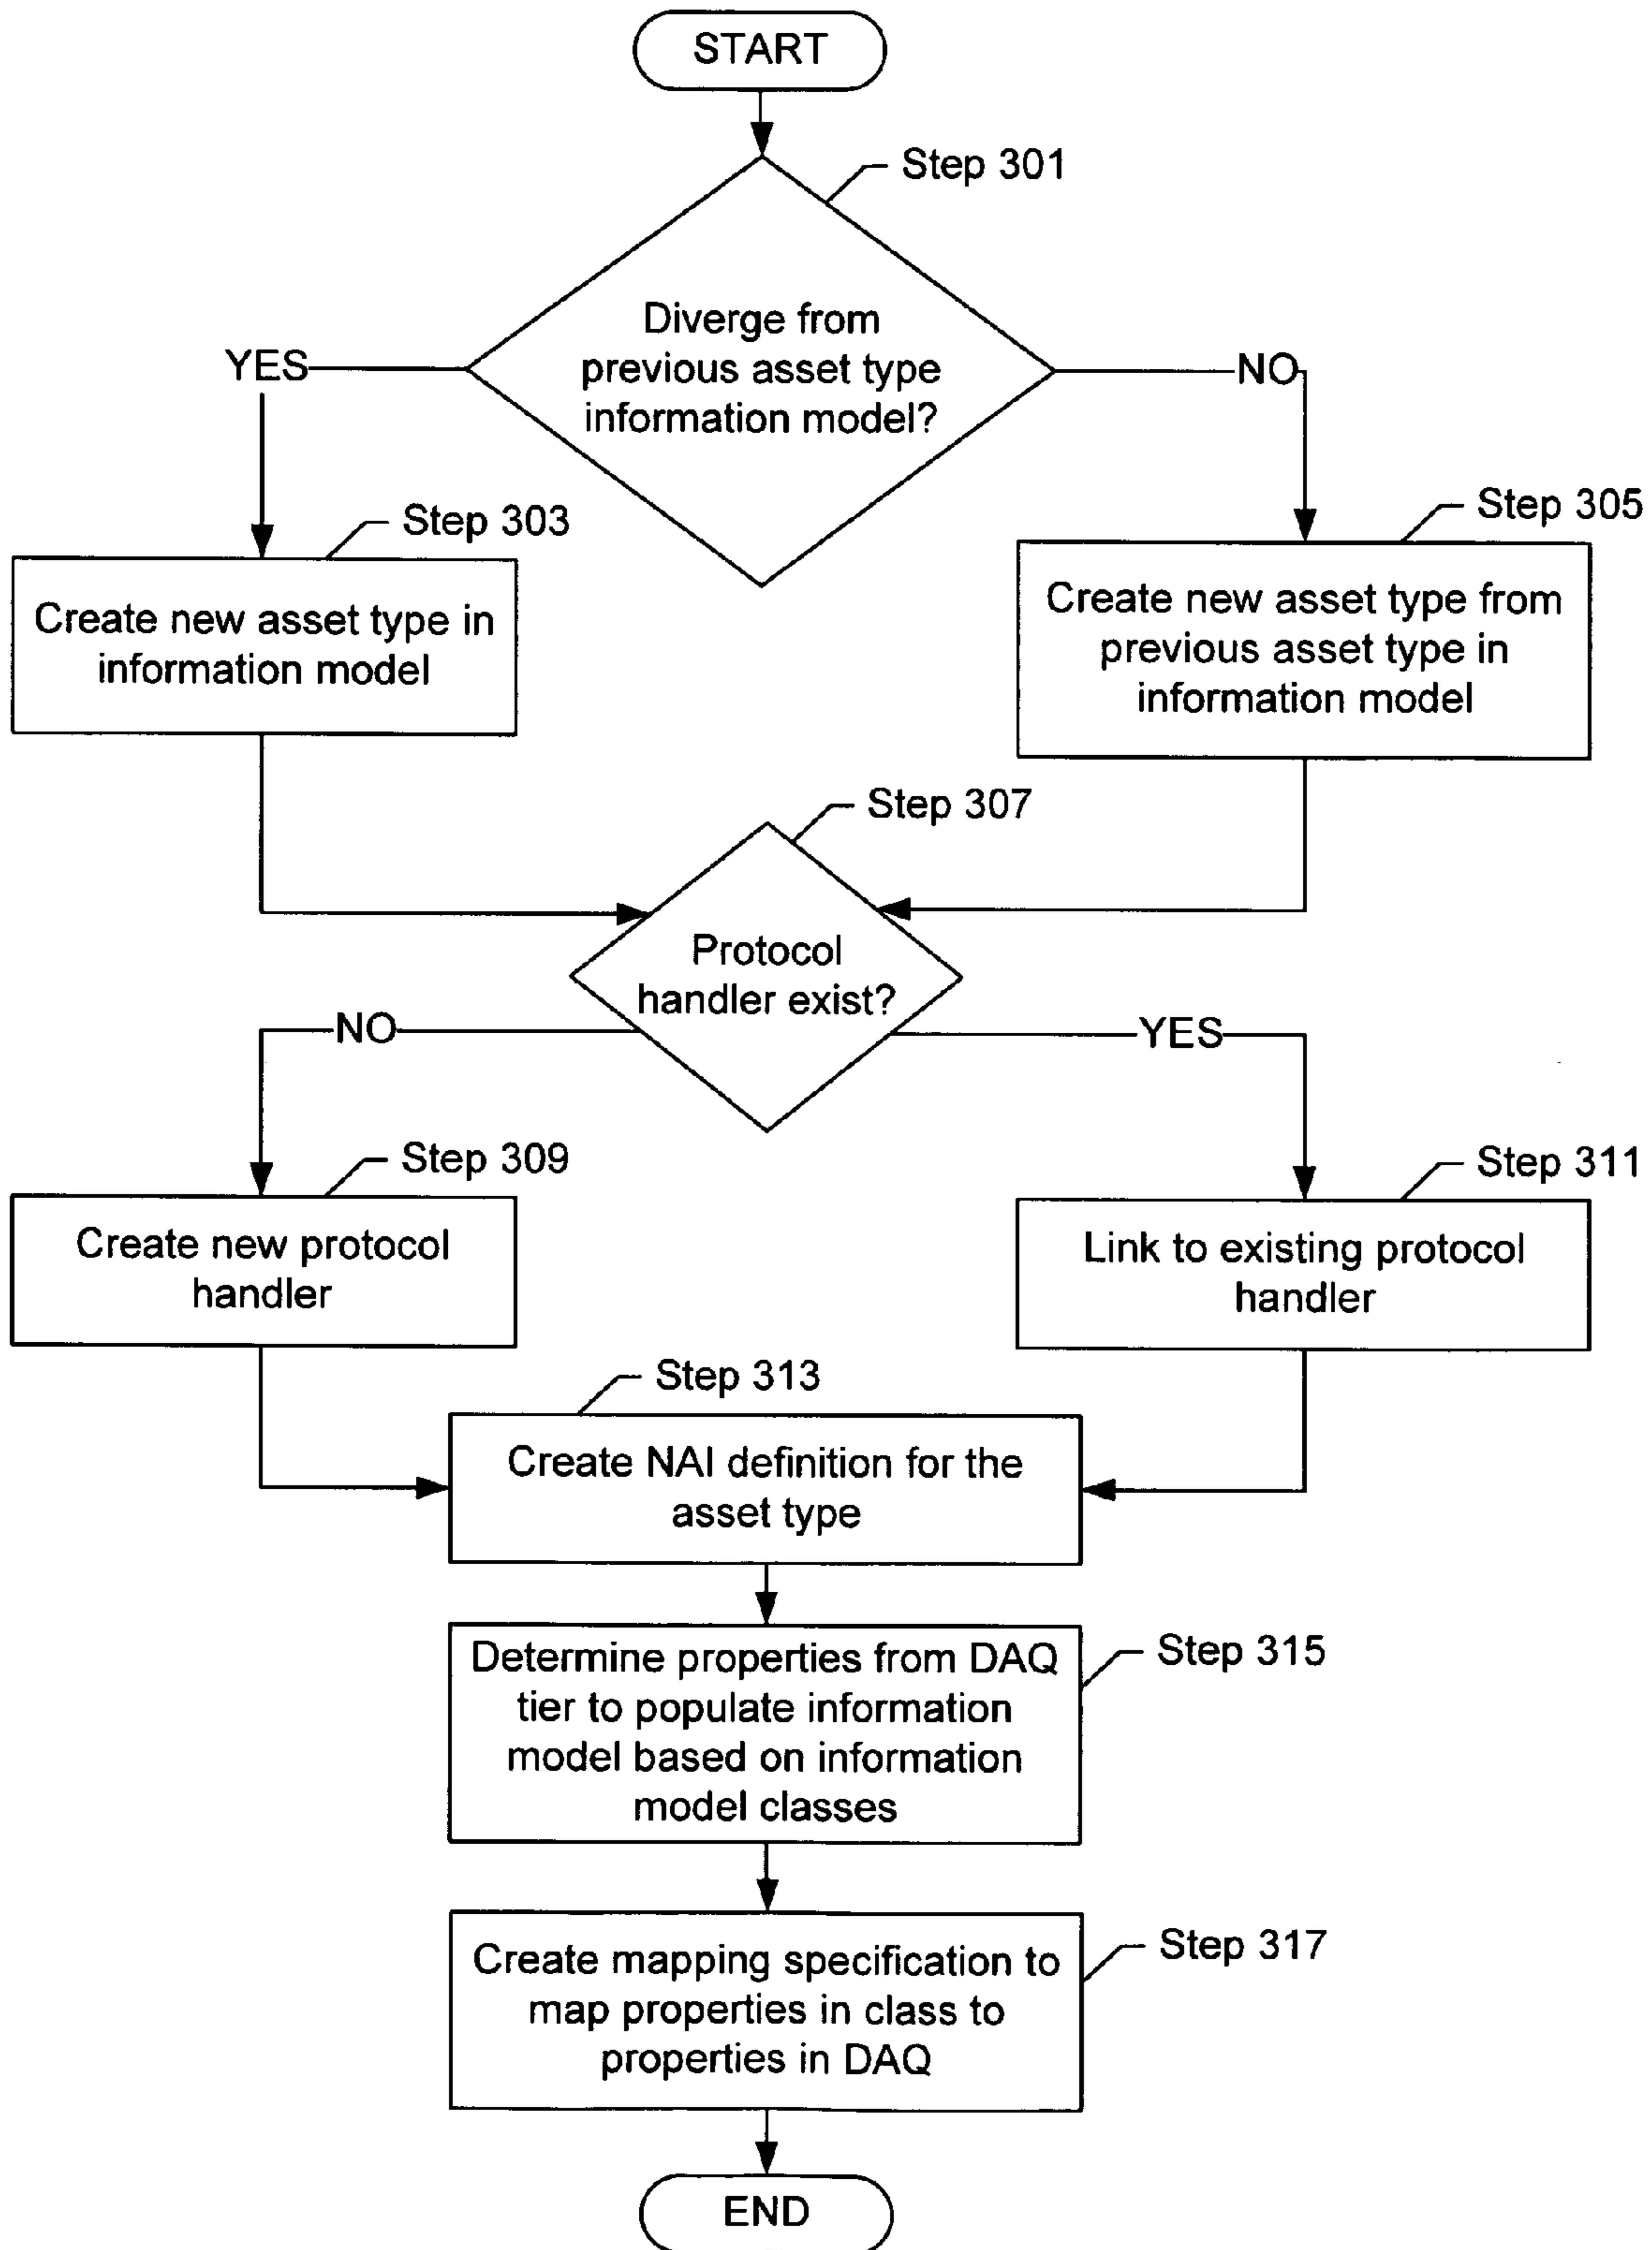 START
Step 301
Diverge from
previous asset type
information model?
YES
NO
Step 303
Create new asset type in
information model
Step 305
Create new asset type from
previous asset type in
information model
Step 307
Protocol
handler exist?
NO
YES
Step 309
Create new protocol
handler
Step 311
Link to existing protocol
handler
Step 313
Create NAI definition for the
asset type
Step 315
Determine properties from DAQ
tier to populate information
model based on information
model classes
Step 317
Create mapping specification to
map properties in class to
properties in DAQ
END